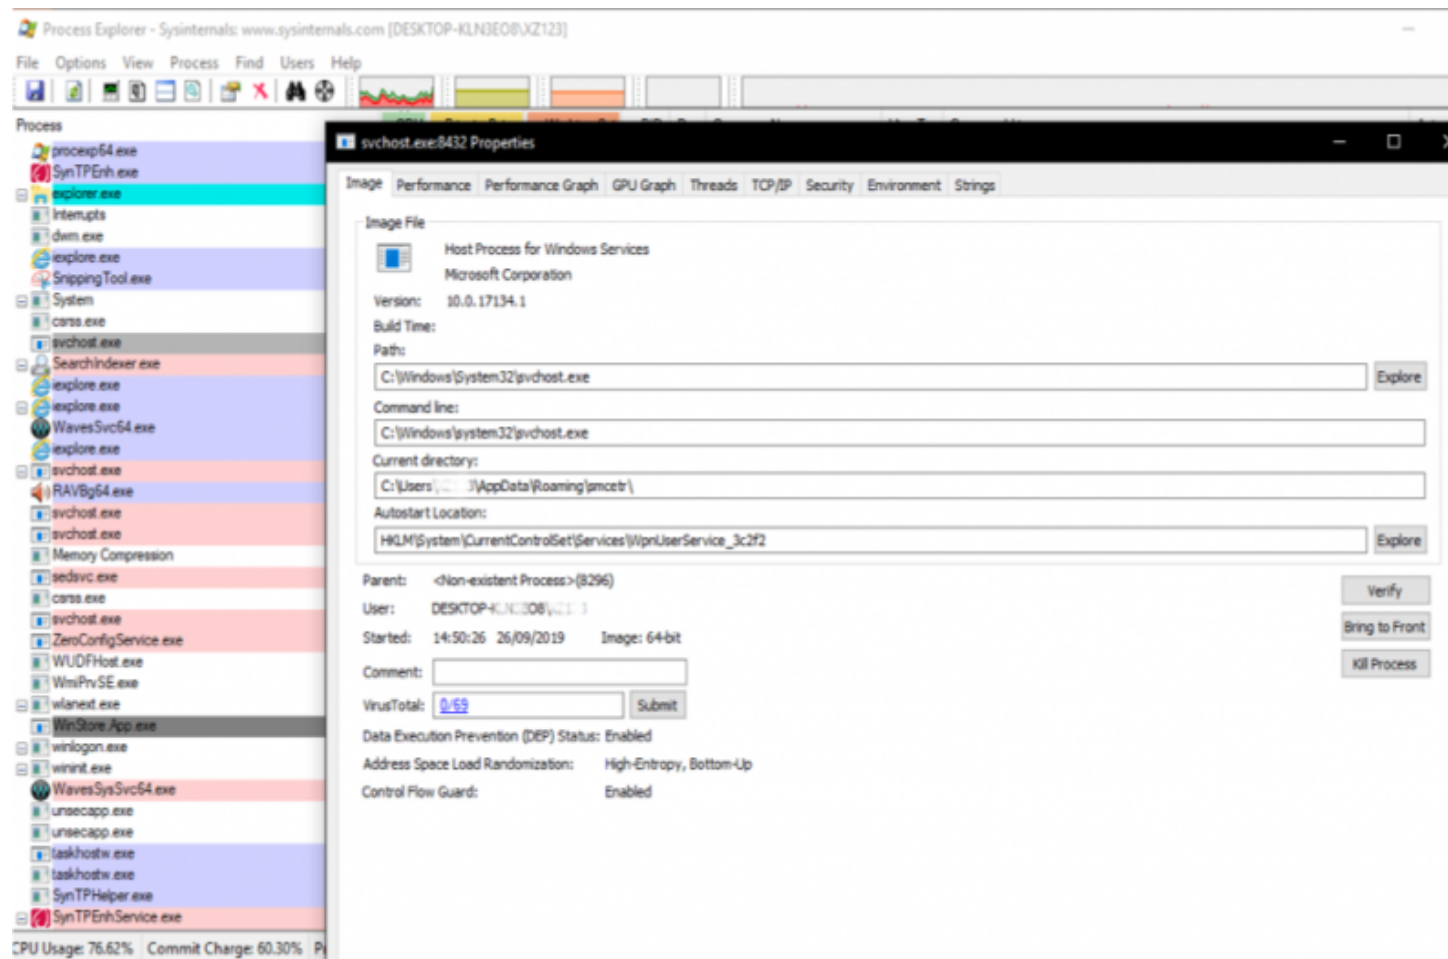 Process Explorer - Sysinternals: www.sysinternals.com [DESKTOP-KLN3EO8\XZ123]
File Options View Process Find Users Help
Process
procexp64.exe
SynTPEnh.exe
explorer.exe
Interrupts
dwm.exe
iexplore.exe
SnippingTool.exe
System
csrss.exe
svchost.exe
SearchIndexer.exe
iexplore.exe
iexplore.exe
WavesSvc64.exe
iexplore.exe
svchost.exe
RAVBg64.exe
svchost.exe
svchost.exe
Memory Compression
sedsvc.exe
csrss.exe
svchost.exe
ZeroConfigService.exe
WUDFHost.exe
WmiPrvSE.exe
wlanext.exe
WinStore.App.exe
winlogon.exe
wininit.exe
WavesSysSvc64.exe
unsecapp.exe
unsecapp.exe
taskhostw.exe
taskhostw.exe
SynTPHelper.exe
SynTPEnhService.exe
CPU Usage: 76.62% Commit Charge: 60.30%
svchost.exe:8432 Properties
Image Performance Performance Graph GPU Graph Threads TCP/IP Security Environment Strings
Image File
Host Process for Windows Services
Microsoft Corporation
Version: 10.0.17134.1
Build Time:
Path:
C:\Windows\System32\svchost.exe Explore
Command line:
C:\Windows\system32\svchost.exe
Current directory:
C:\Users\ \AppData\Roaming\pmcetr\
Autostart Location:
HKLM\System\CurrentControlSet\Services\WpnUserService_3c2f2 Explore
Parent: <Non-existent Process>(8296)
Verify
User: DESKTOP-
Bring to Front
Started: 14:50:26 26/09/2019 Image: 64-bit
Kill Process
Comment:
VirusTotal: 0/69 Submit
Data Execution Prevention (DEP) Status: Enabled
Address Space Load Randomization: High-Entropy, Bottom-Up
Control Flow Guard: Enabled